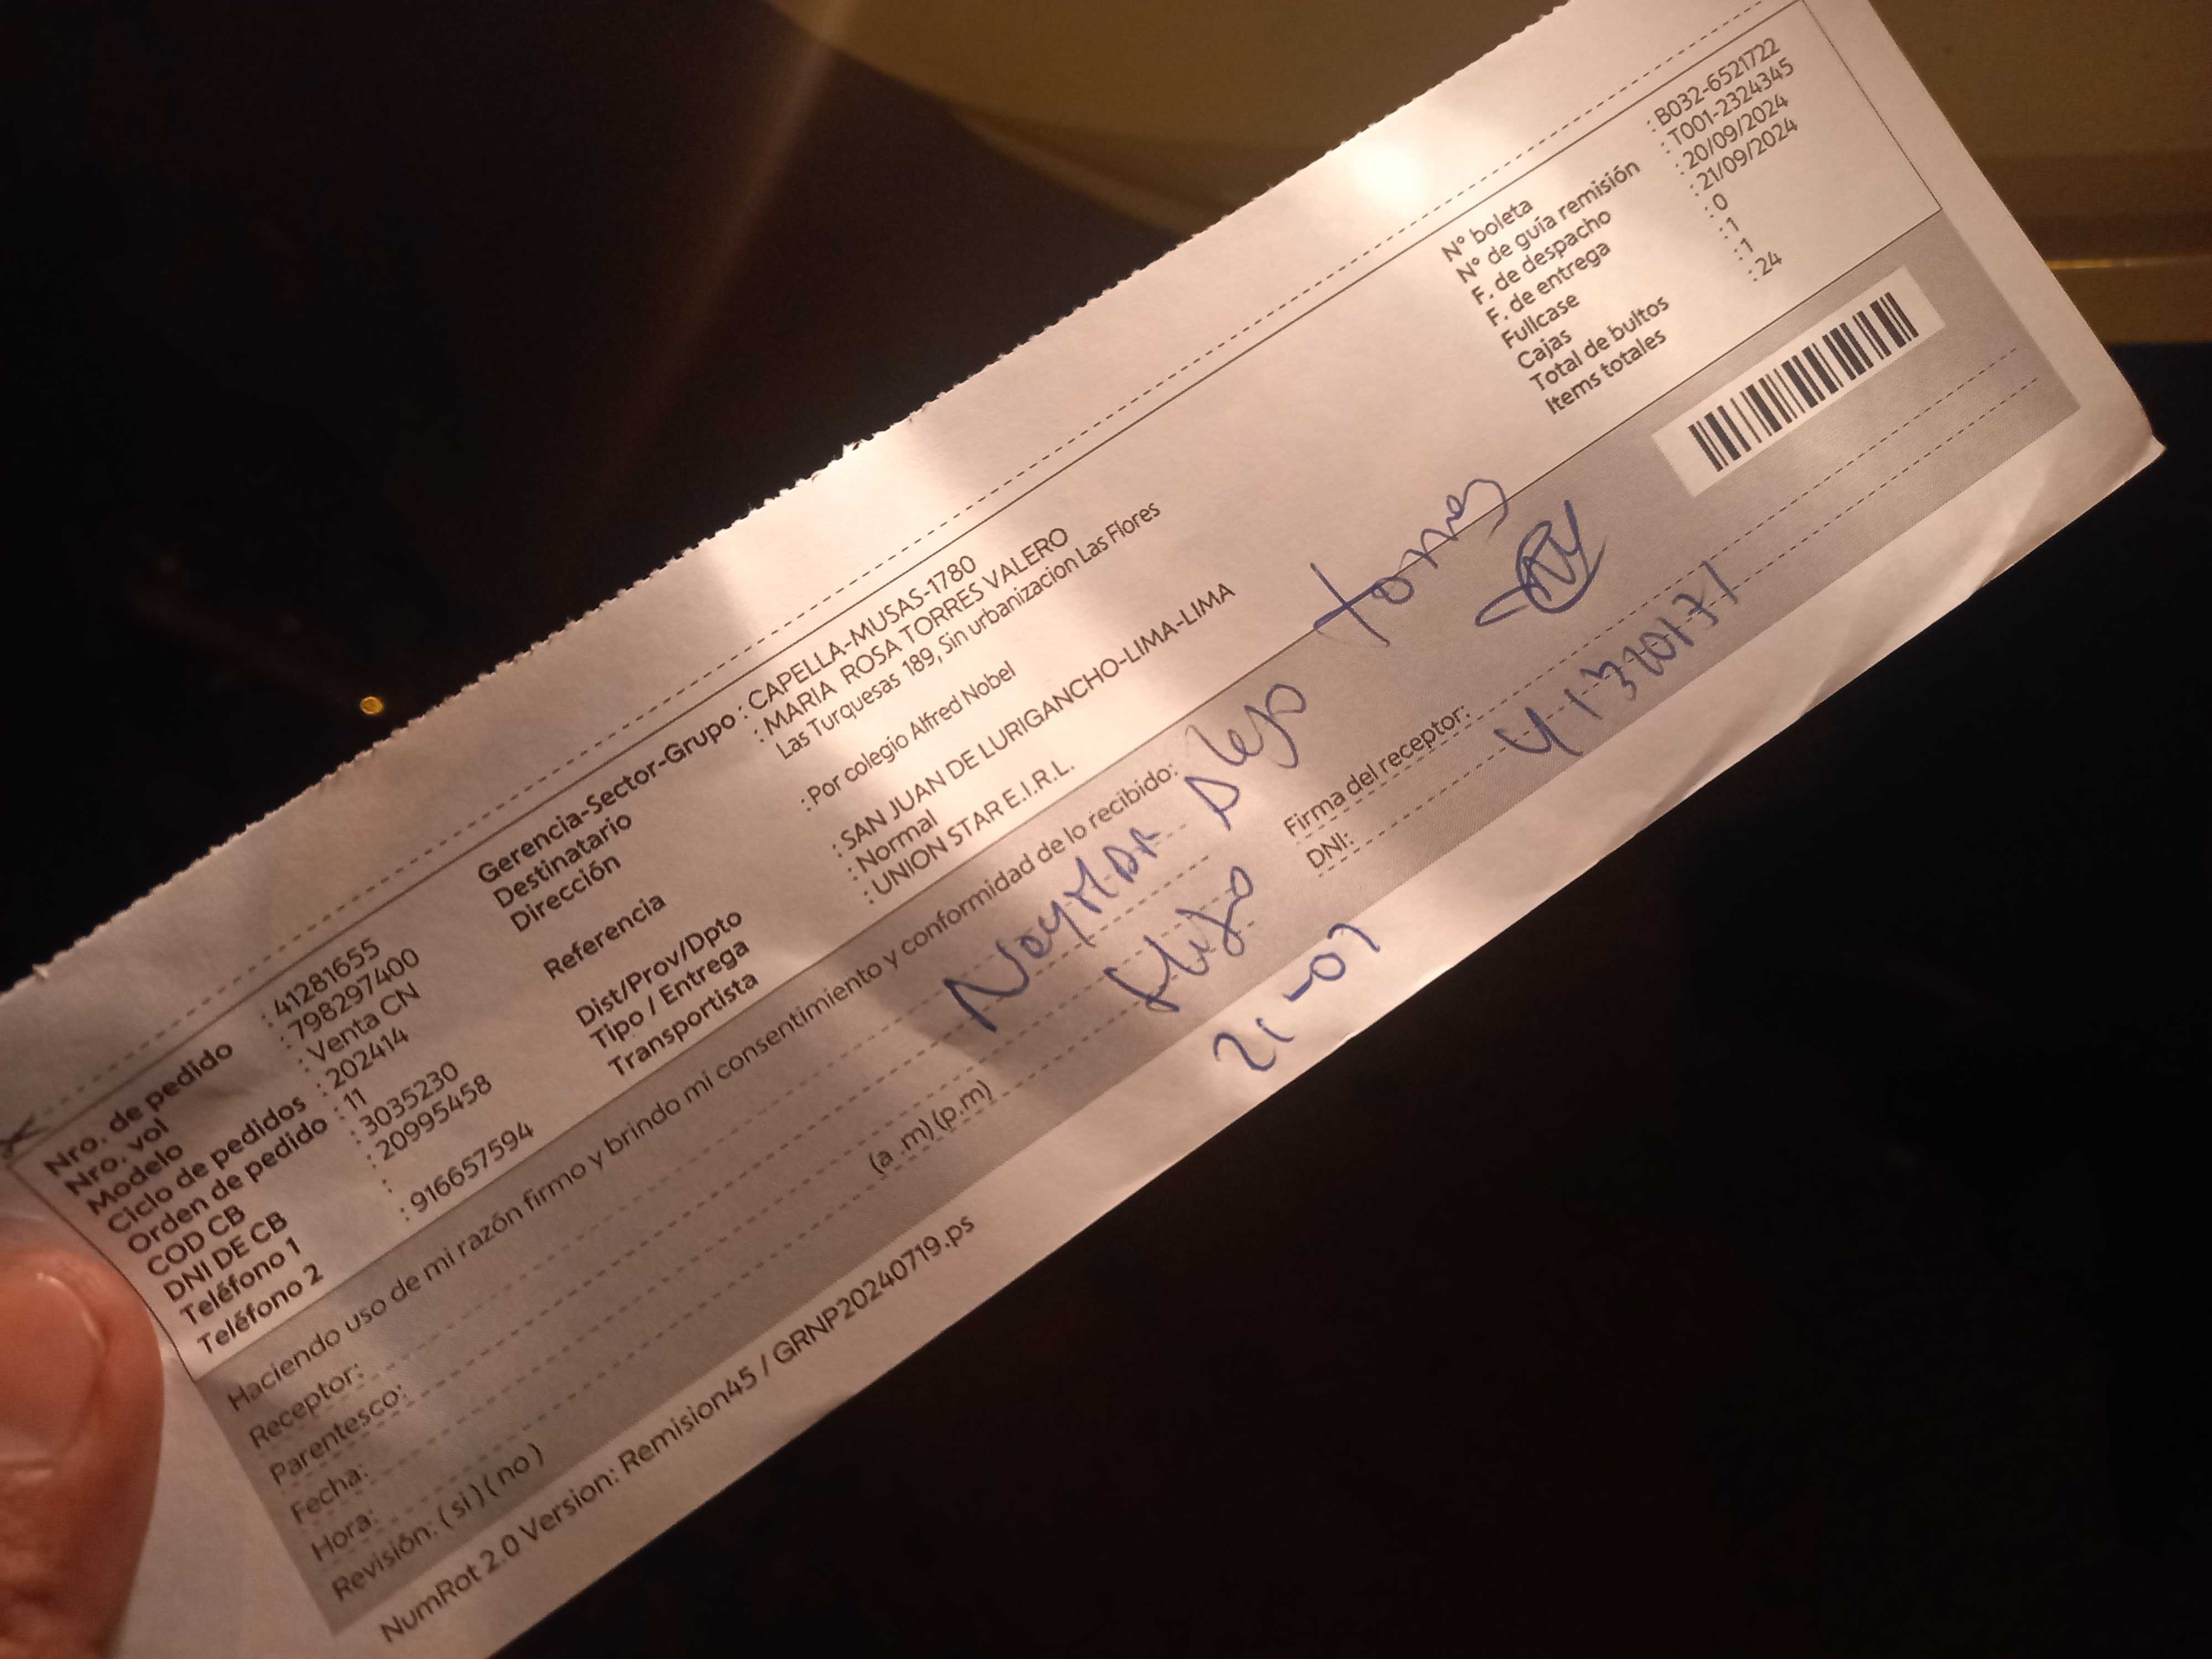 Nro. de pedido : 41281655
Nro. vol : 798297400
Modelo : Venta CN
Ciclo de pedidos : 202414
Orden de pedido : 11
COD CB : 3035230
DNI DE CB : 20995458
Teléfono 1 :
Teléfono 2 : 916657594
Gerencia-Sector-Grupo : CAPELLA-MUSAS-1780
Destinatario : MARIA ROSA TORRES VALERO
Dirección Las Turquesas 189, Sin urbanizacion Las Flores
Referencia : Por colegio Alfred Nobel
Dist/Prov/Dpto : SAN JUAN DE LURIGANCHO-LIMA-LIMA
Tipo / Entrega : Normal
Transportista : UNION STAR E.I.R.L.
N° boleta : B032-6521722
N° de guía remisión : T001-2324345
F. de despacho : 20/09/2024
F. de entrega : 21/09/2024
Fullcase : 0
Cajas : 1
Total de bultos : 1
Items totales : 24
Haciendo uso de mi razón firmo y brindo mi consentimiento y conformidad de lo recibido:
Receptor: torres
Parentesco:
Fecha: 21-09
Hora: (a .m) (p.m)
Revisión: ( si ) ( no )
Firma del receptor:
DNI:
NumRot 2.0 Version: Remision45 / GRNP20240719.ps